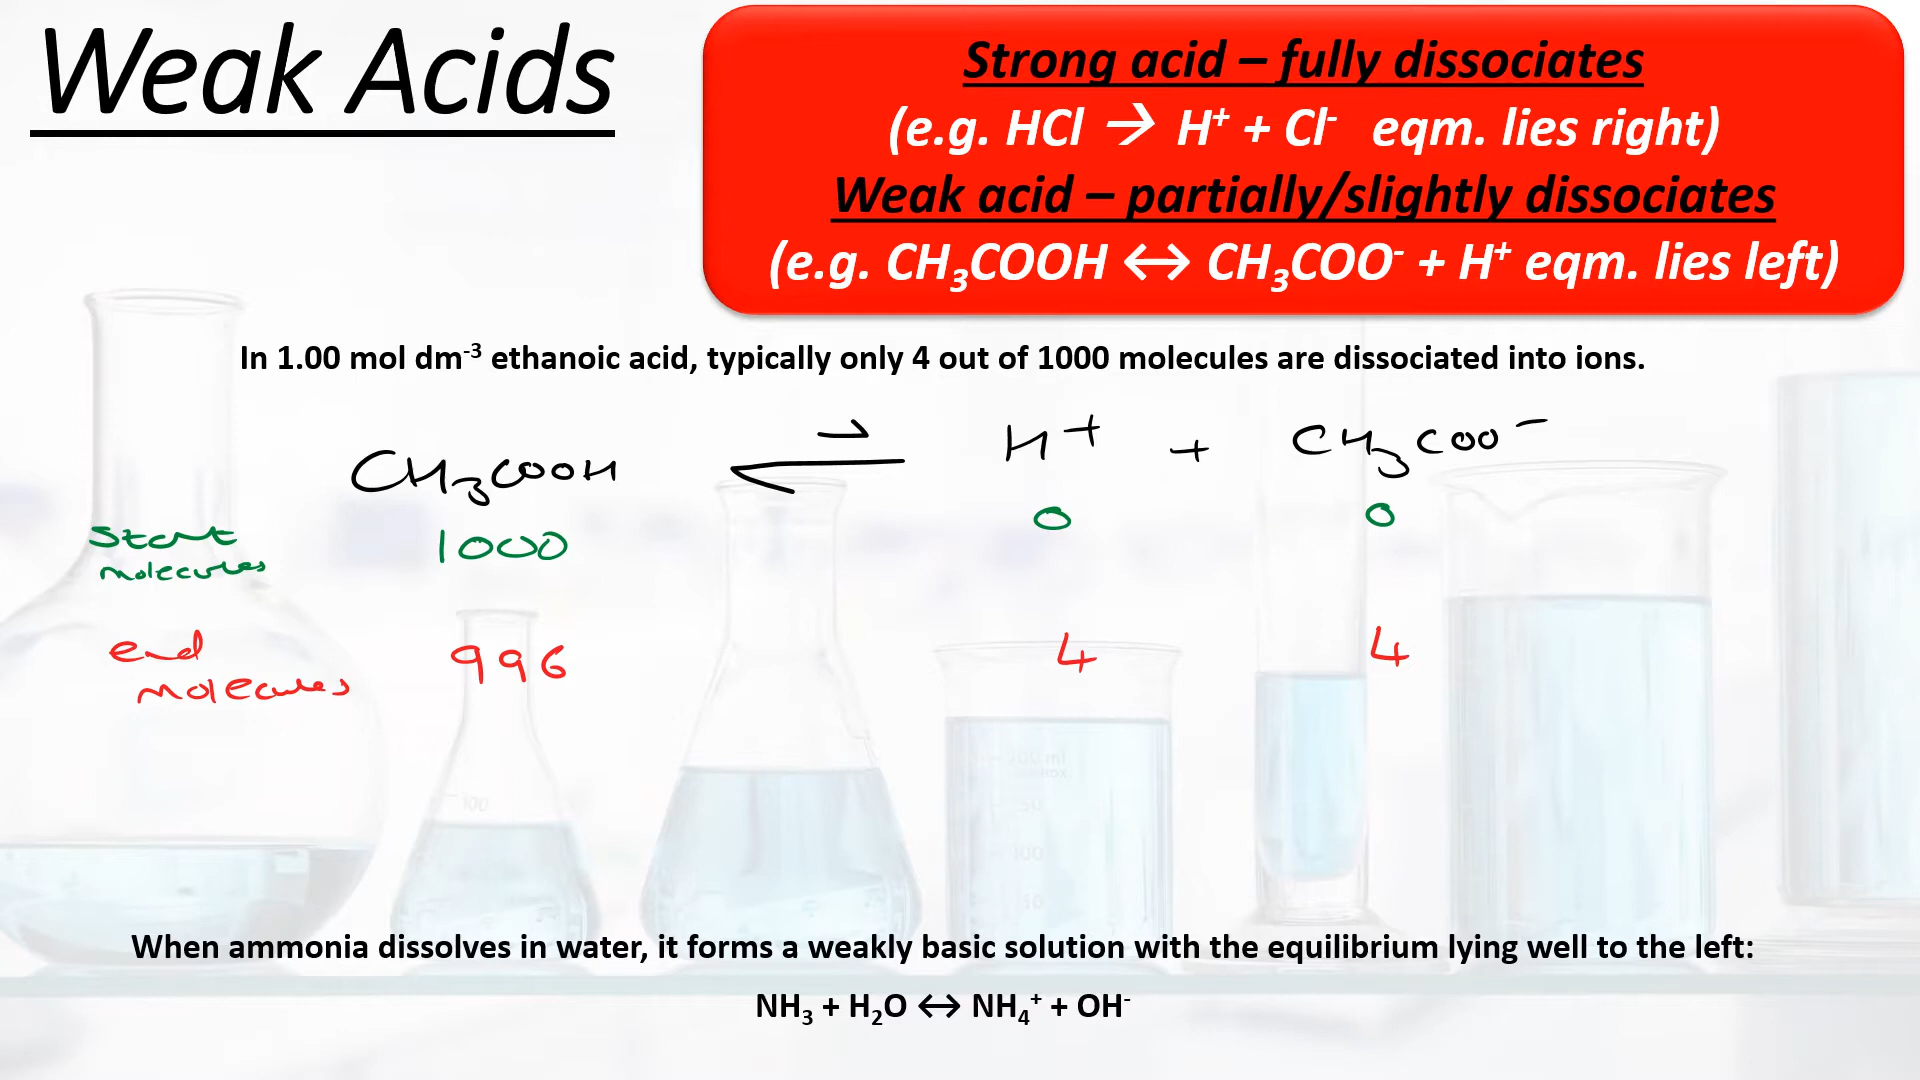 Weak Acids
Strong acid – fully dissociates
(e.g. HCl → H⁺ + Cl⁻ eqm. lies right)
Weak acid – partially/slightly dissociates
(e.g. CH₃COOH ↔ CH₃COO⁻ + H⁺ eqm. lies left)
In 1.00 mol dm⁻³ ethanoic acid, typically only 4 out of 1000 molecules are dissociated into ions.
CH₃COOH ⇌ H⁺ + CH₃COO⁻
Start 1000 0 0
molecules
end 996 4 4
molecules
100
100
When ammonia dissolves in water, it forms a weakly basic solution with the equilibrium lying well to the left:
NH₃ + H₂O ↔ NH₄⁺ + OH⁻